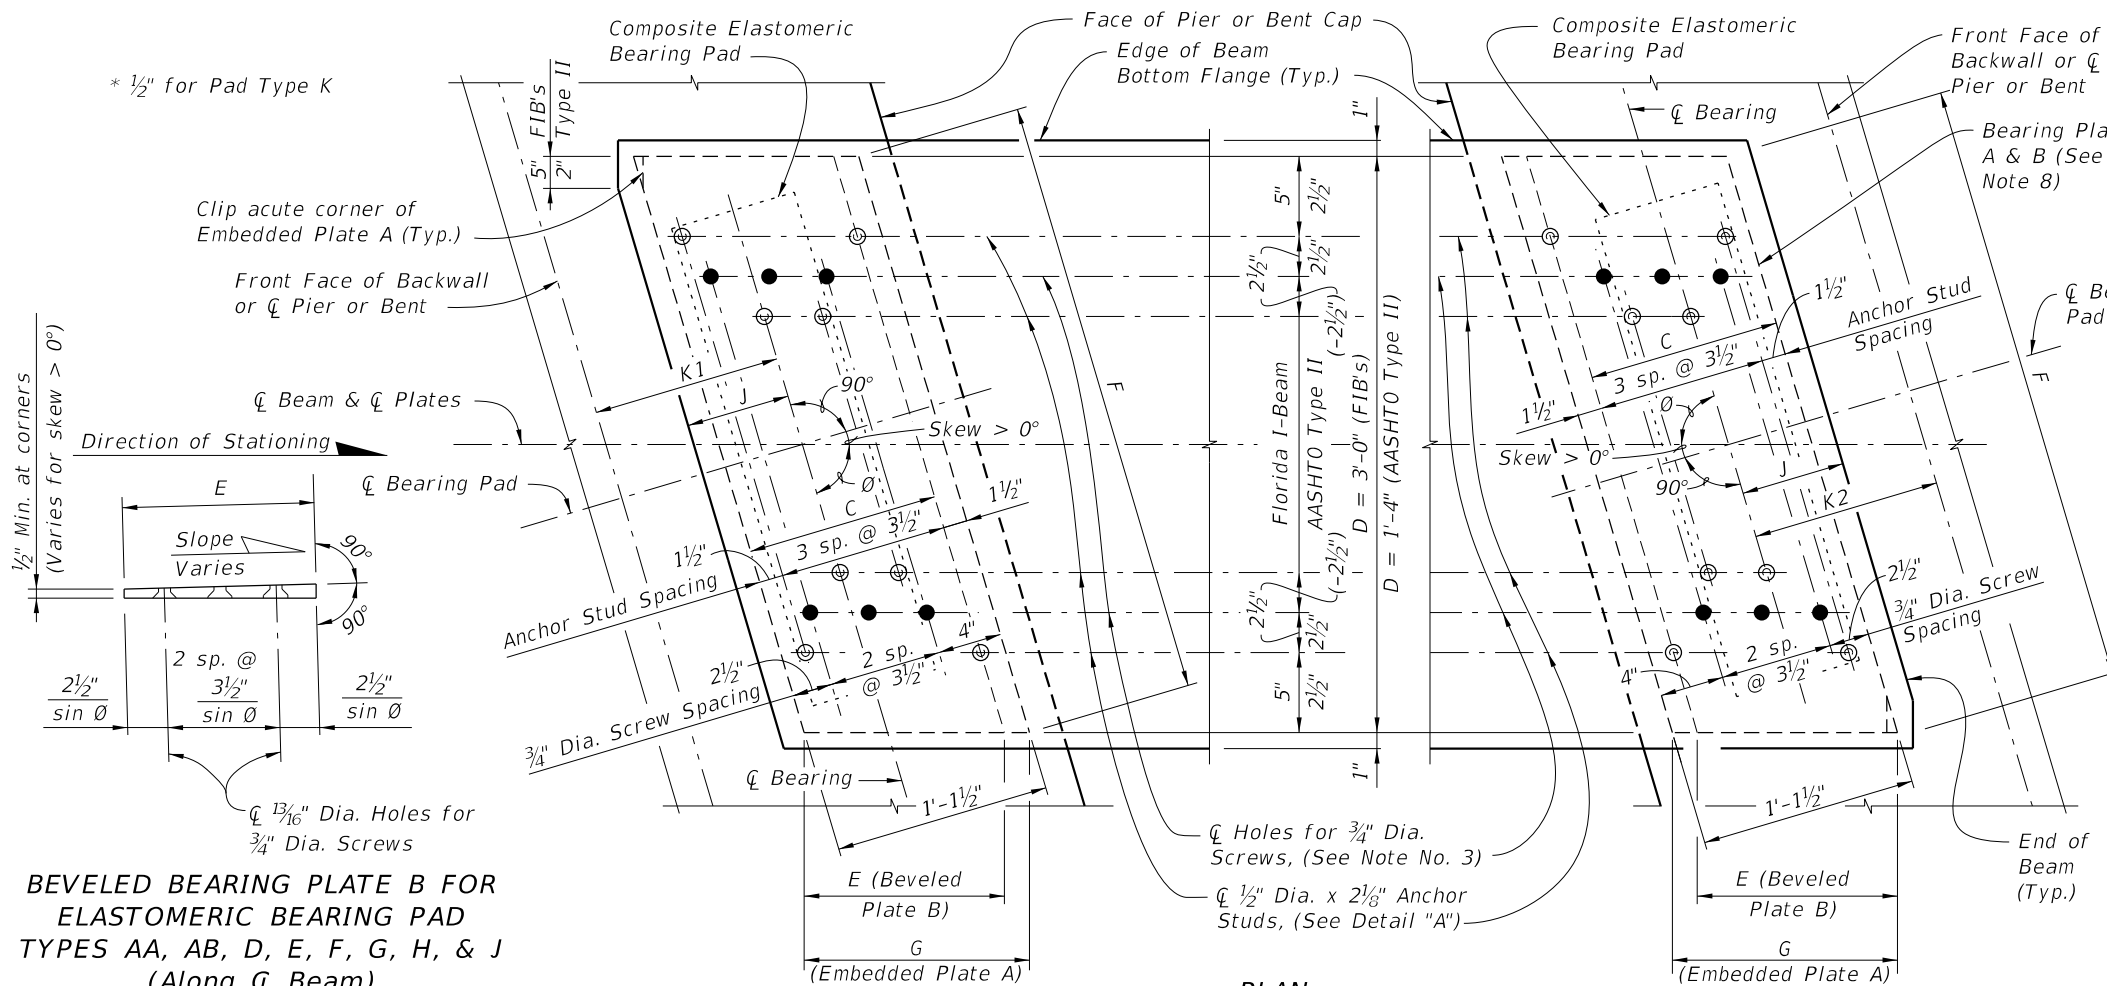 * ½" for Pad Type K
Composite Elastomeric
Bearing Pad
Face of Pier or Bent Cap
Edge of Beam
Bottom Flange (Typ.)
Composite Elastomeric
Bearing Pad
Front Face of
Backwall or ℄
Pier or Bent
5" FIB's
2" Type II
1"
℄ Bearing
Bearing Pla
A & B (See
Note 8)
Clip acute corner of
Embedded Plate A (Typ.)
Front Face of Backwall
or ℄ Pier or Bent
5"
2½"
2½"
2½"
(-2½")
F
1½"
Anchor Stud
Spacing
C
3 sp. @ 3½"
1½"
℄ Be
Pad
F
K1
J
90°
Skew > 0°
Ø
℄ Beam & ℄ Plates
Direction of Stationing
℄ Bearing Pad
Florida I-Beam
AASHTO Type II
D = 3'-0" (FIB's)
D = 1'-4" (AASHTO Type II)
Ø
Skew > 0°
90°
J
K2
½" Min. at corners
(Varies for skew > 0°)
E
Slope
Varies
90°
90°
2 sp. @
3½"
sin Ø
2½"
sin Ø
2½"
sin Ø
℄ 13/16" Dia. Holes for
¾" Dia. Screws
C
3 sp. @ 3½"
1½"
1½"
Anchor Stud Spacing
2½"
2 sp.
@ 3½"
4"
¾" Dia. Screw Spacing
(-2½")
2½"
2½"
5"
2½"
1"
2½"
¾" Dia. Screw
Spacing
2 sp.
@ 3½"
4"
℄ Bearing
1'-1½"
1'-1½"
℄ Holes for ¾" Dia.
Screws, (See Note No. 3)
℄ ½" Dia. x 2⅛" Anchor
Studs, (See Detail "A")
End of
Beam
(Typ.)
E (Beveled
Plate B)
G
(Embedded Plate A)
E (Beveled
Plate B)
G
(Embedded Plate A)
BEVELED BEARING PLATE B FOR
ELASTOMERIC BEARING PAD
TYPES AA, AB, D, E, F, G, H, & J
(Along ℄ Beam)
PLAN